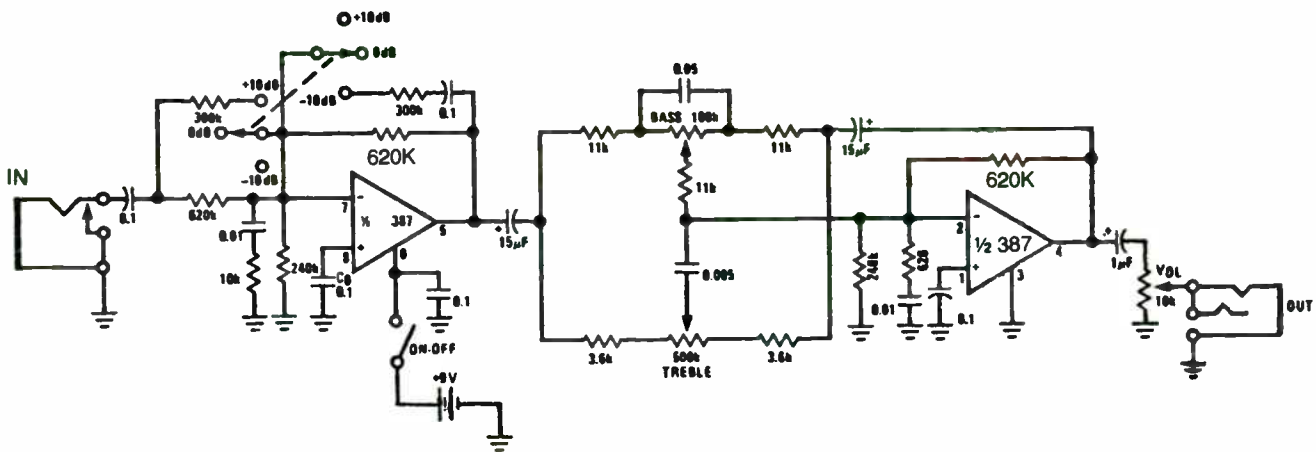 +10dB
0dB
+10dB
-10dB
300k
0.1
300k
0dB
620K
-10dB
IN
0.1
620k
0.01
10k
240k
7
½
387
5
8
6
C0
0.1
0.1
ON-OFF
+9V
+
15µF
0.05
BASS 100k
11k
11k
11k
0.005
3.6k
500k
TREBLE
3.6k
+
15µF
620K
240k
620
0.01
0.1
2
½ 387
4
1
3
+
1µF
VOL
10k
OUT